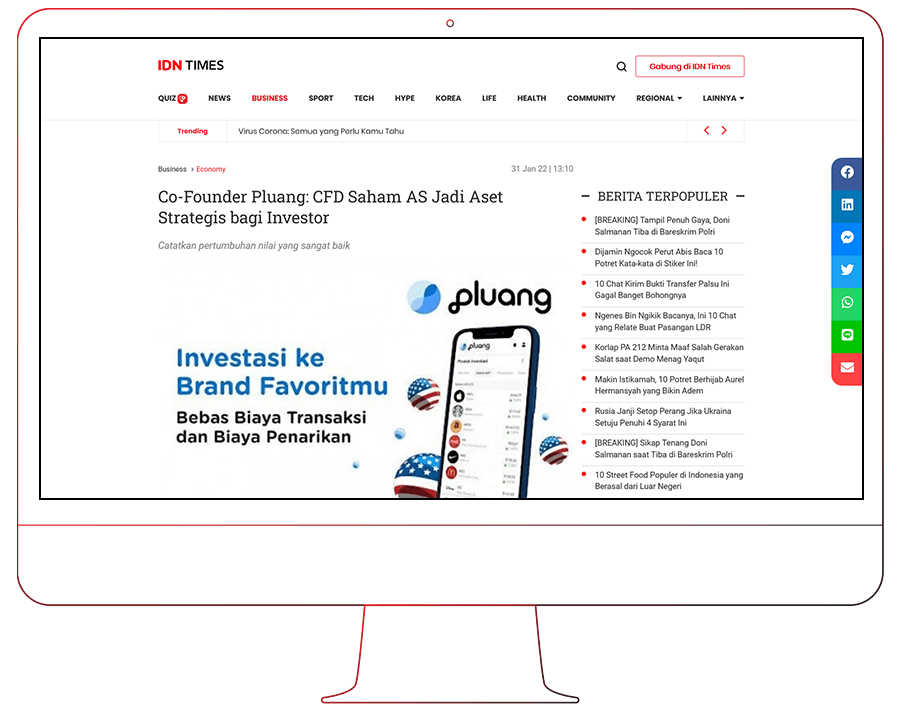 IDN TIMES
Gabung di IDN Times
QUIZ NEWS BUSINESS SPORT TECH HYPE KOREA LIFE HEALTH COMMUNITY REGIONAL LAINNYA
Trending
Virus Corona: Semua yang Perlu Kamu Tahu
Business › Economy
31 Jan 22 | 13:10
Co-Founder Pluang: CFD Saham AS Jadi Aset
Strategis bagi Investor
Catatkan pertumbuhan nilai yang sangat baik
pluang
Investasi ke
Brand Favoritmu
Bebas Biaya Transaksi
dan Biaya Penarikan
pluang
Produk Investasi
BERITA TERPOPULER
[BREAKING] Tampil Penuh Gaya, Doni
Salmanan Tiba di Bareskrim Polri
Dijamin Ngocok Perut Abis Baca 10
Potret Kata-kata di Stiker Ini!
10 Chat Kirim Bukti Transfer Palsu Ini
Gagal Banget Bohongnya
Ngenes Bin Ngikik Bacanya, Ini 10 Chat
yang Relate Buat Pasangan LDR
Korlap PA 212 Minta Maaf Salah Gerakan
Salat saat Demo Menag Yaqut
Makin Istikamah, 10 Potret Berhijab Aurel
Hermansyah yang Bikin Adem
Rusia Janji Setop Perang Jika Ukraina
Setuju Penuhi 4 Syarat Ini
[BREAKING] Sikap Tenang Doni
Salmanan saat Tiba di Bareskrim Polri
10 Street Food Populer di Indonesia yang
Berasal dari Luar Negeri